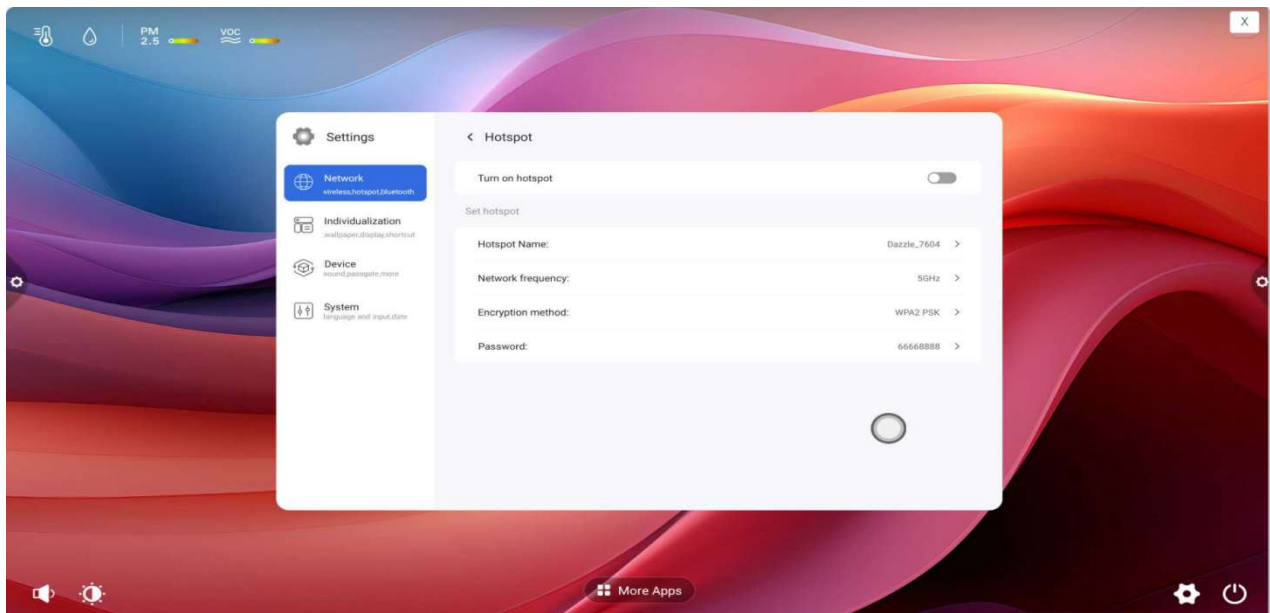 PM
2.5
VOC
X
Settings
Network
wireless,hotspot,bluetooth
Individualization
,wallpaper,display,shortcut
Device
sound,passgate,more
System
language and input,date
< Hotspot
Turn on hotspot
Set hotspot
Hotspot Name: Dazzle_7604 >
Network frequency: 5GHz >
Encryption method: WPA2 PSK >
Password: 66668888 >
More Apps